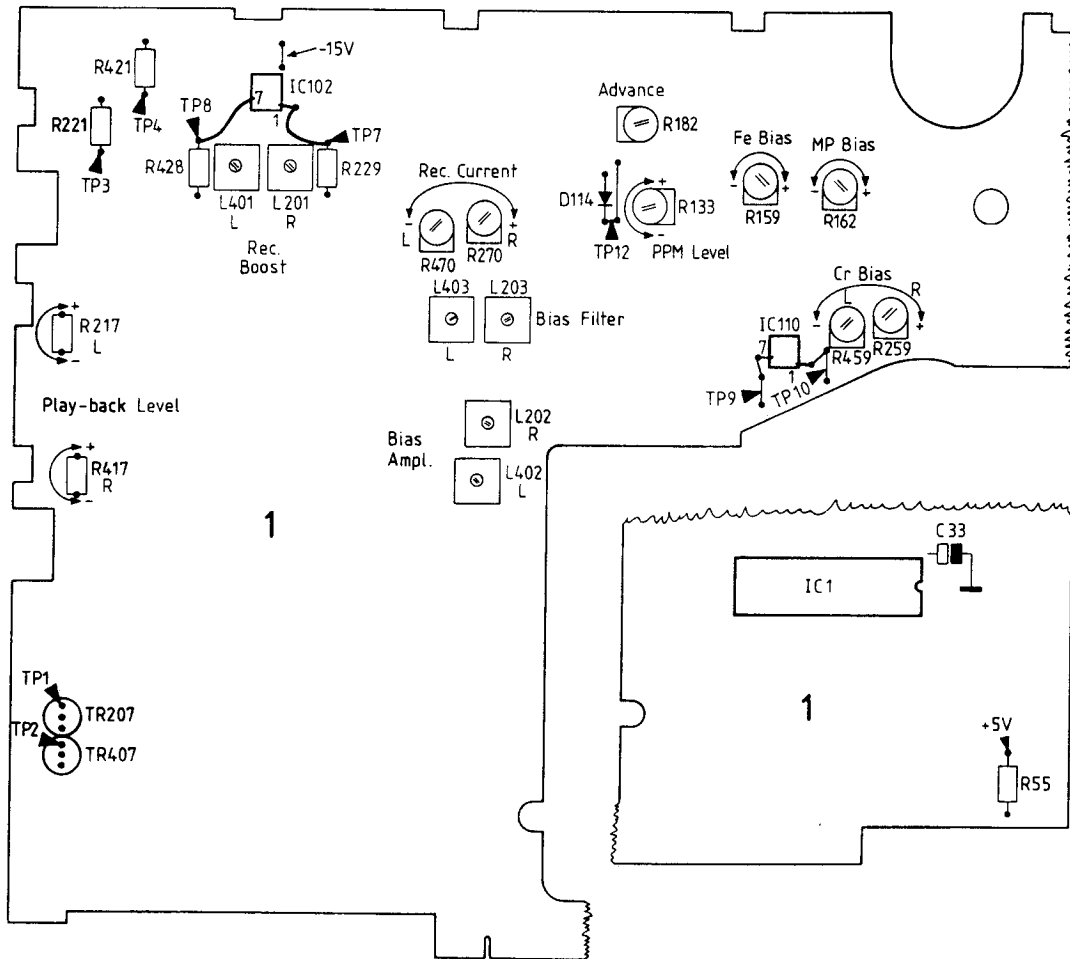 -15V
R421
IC102
7
1
TP8
TP4
R221
TP3
TP7
R428
R229
L401
L
L201
R
Rec.
Boost
Advance
R182
Fe Bias
- +
R159
MP Bias
- +
R162
Rec. Current
- +
L R
R470
R270
D114
+
R133
-
TP12
PPM Level
L403
L203
Bias Filter
L
R
Cr Bias
L R
- +
R459
R259
IC110
7
1
TP9
TP10
+
R217
L
-
Play-back Level
+
R417
R
-
L202
R
Bias
Ampl.
L402
L
1
C33
IC1
1
+5V
R55
TP1
TR207
TP2
TR407